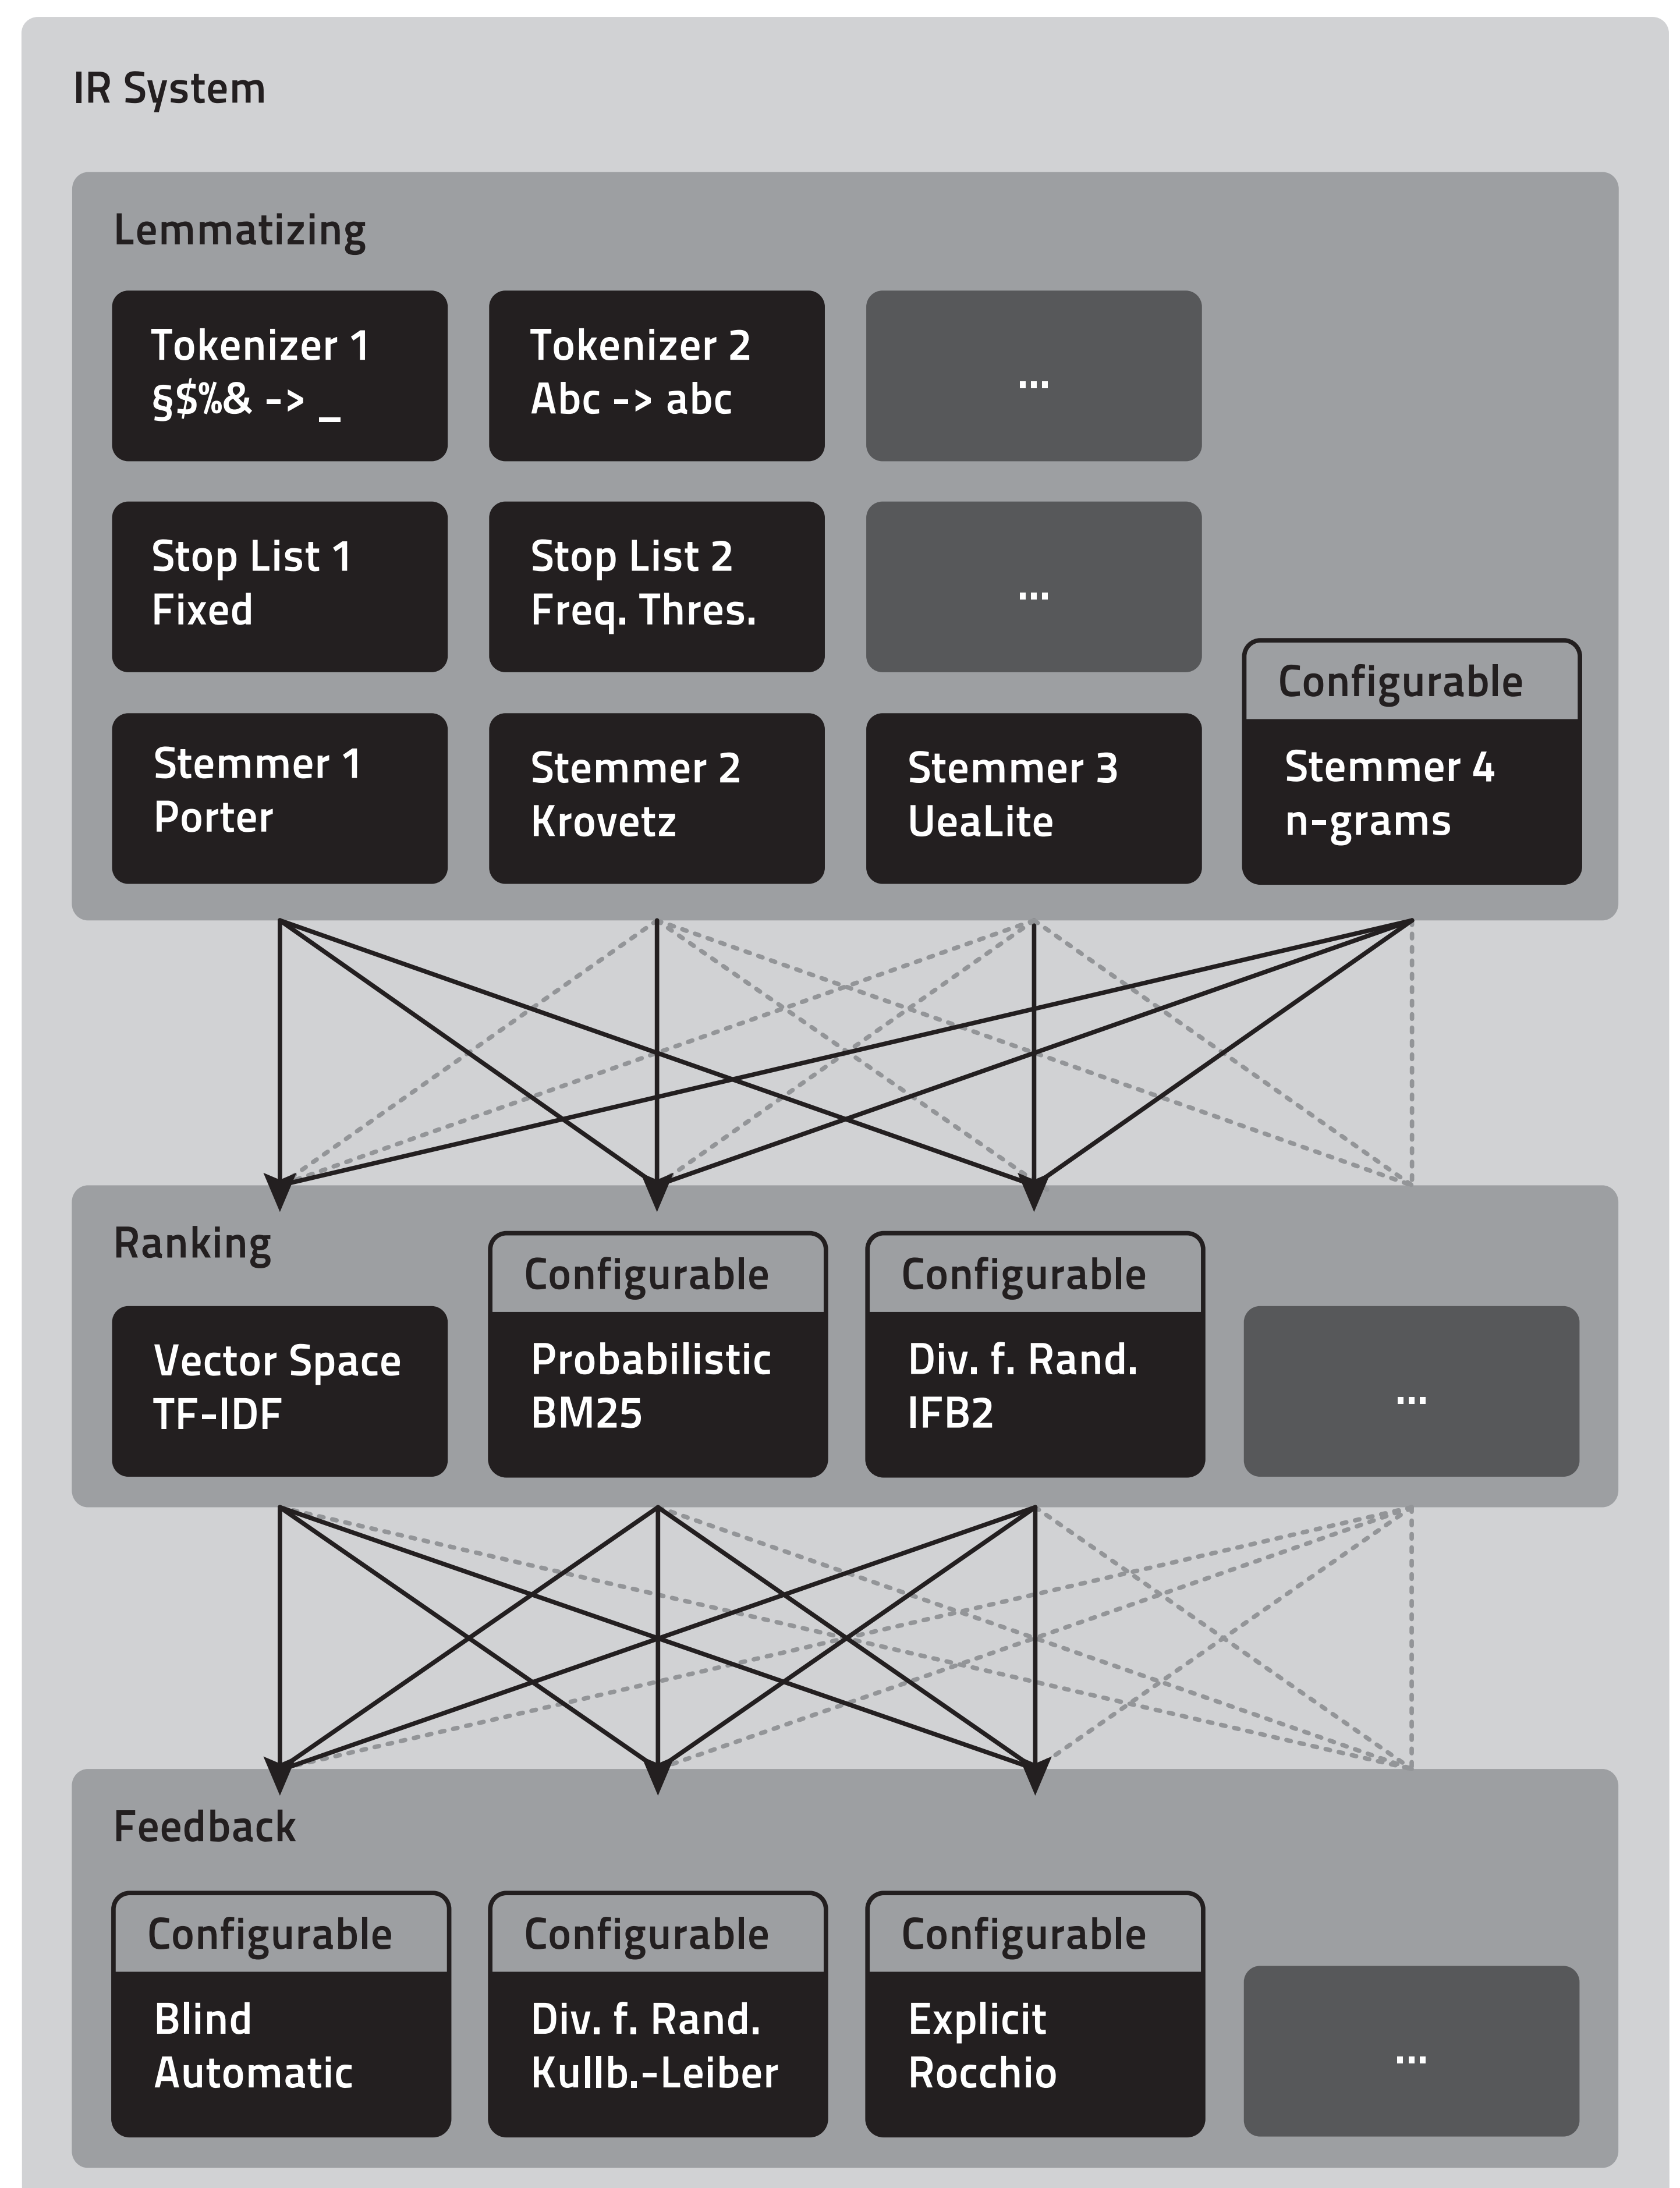 IR System
Lemmatizing
Tokenizer 1
§$%& -> _
Tokenizer 2
Abc -> abc
...
Stop List 1
Fixed
Stop List 2
Freq. Thres.
...
Stemmer 1
Porter
Stemmer 2
Krovetz
Stemmer 3
UeaLite
Configurable
Stemmer 4
n-grams
Ranking
Vector Space
TF-IDF
Configurable
Probabilistic
BM25
Configurable
Div. f. Rand.
IFB2
...
Feedback
Configurable
Blind
Automatic
Configurable
Div. f. Rand.
Kullb.-Leiber
Configurable
Explicit
Rocchio
...